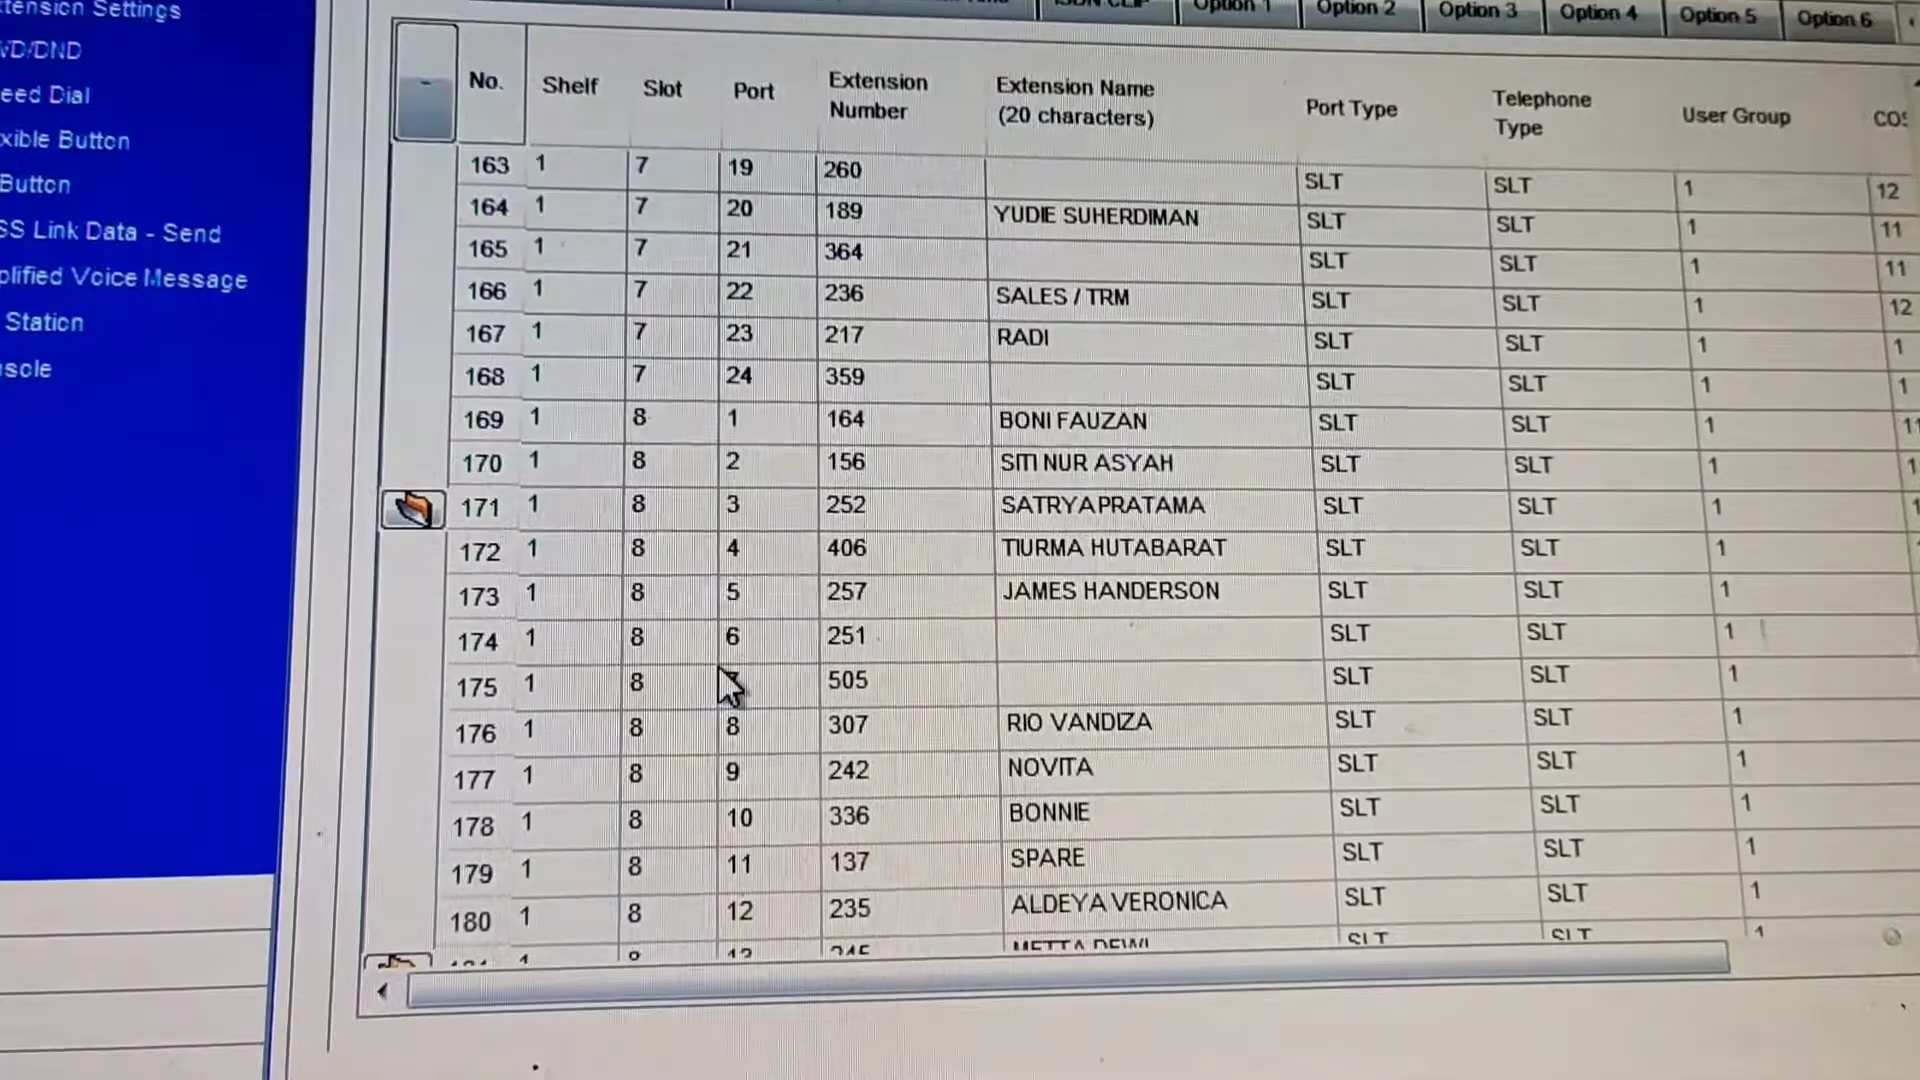 tension Settings
VD/DND
eed Dial
xible Button
Button
SS Link Data - Send
plified Voice Message
Station
nsole
Option 1 Option 2 Option 3 Option 4 Option 5 Option 6
No. Shelf Slot Port Extension Number Extension Name (20 characters) Port Type Telephone Type User Group COS
163 1 7 19 260 SLT SLT 1 12
164 1 7 20 189 YUDIE SUHERDIMAN SLT SLT 1 11
165 1 7 21 364 SLT SLT 1 11
166 1 7 22 236 SALES / TRM SLT SLT 1 12
167 1 7 23 217 RADI SLT SLT 1 1
168 1 7 24 359 SLT SLT 1 1
169 1 8 1 164 BONI FAUZAN SLT SLT 1 11
170 1 8 2 156 SITI NUR ASYAH SLT SLT 1 1
171 1 8 3 252 SATRYA PRATAMA SLT SLT 1 1
172 1 8 4 406 TIURMA HUTABARAT SLT SLT 1
173 1 8 5 257 JAMES HANDERSON SLT SLT 1
174 1 8 6 251 SLT SLT 1
175 1 8 505 SLT SLT 1
176 1 8 8 307 RIO VANDIZA SLT SLT 1
177 1 8 9 242 NOVITA SLT SLT 1
178 1 8 10 336 BONNIE SLT SLT 1
179 1 8 11 137 SPARE SLT SLT 1
180 1 8 12 235 ALDEYA VERONICA SLT SLT 1
SLT SLT 1